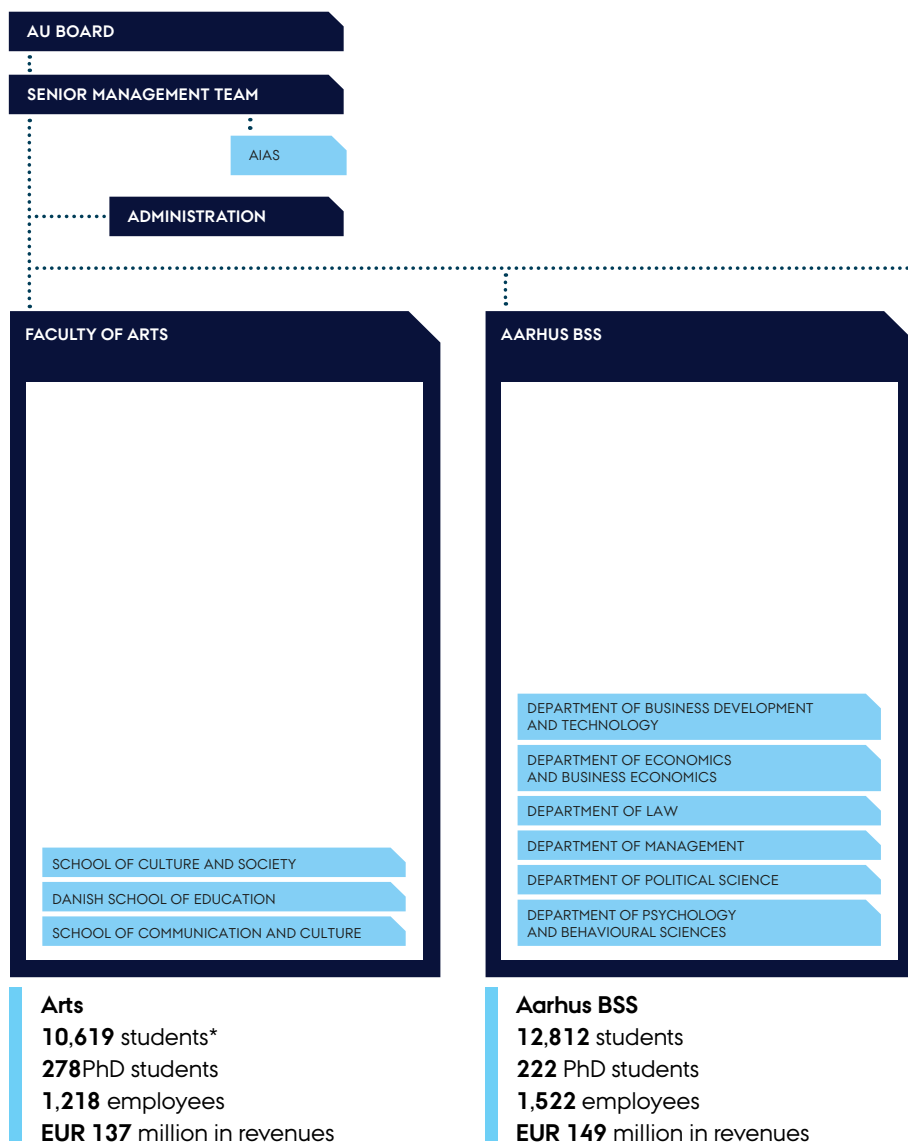 AU BOARD
SENIOR MANAGEMENT TEAM
AIAS
ADMINISTRATION
FACULTY OF ARTS
SCHOOL OF CULTURE AND SOCIETY
DANISH SCHOOL OF EDUCATION
SCHOOL OF COMMUNICATION AND CULTURE
Arts
10,619 students*
278PhD students
1,218 employees
EUR 137 million in revenues
AARHUS BSS
DEPARTMENT OF BUSINESS DEVELOPMENT
AND TECHNOLOGY
DEPARTMENT OF ECONOMICS
AND BUSINESS ECONOMICS
DEPARTMENT OF LAW
DEPARTMENT OF MANAGEMENT
DEPARTMENT OF POLITICAL SCIENCE
DEPARTMENT OF PSYCHOLOGY
AND BEHAVIOURAL SCIENCES
Aarhus BSS
12,812 students
222 PhD students
1,522 employees
EUR 149 million in revenues